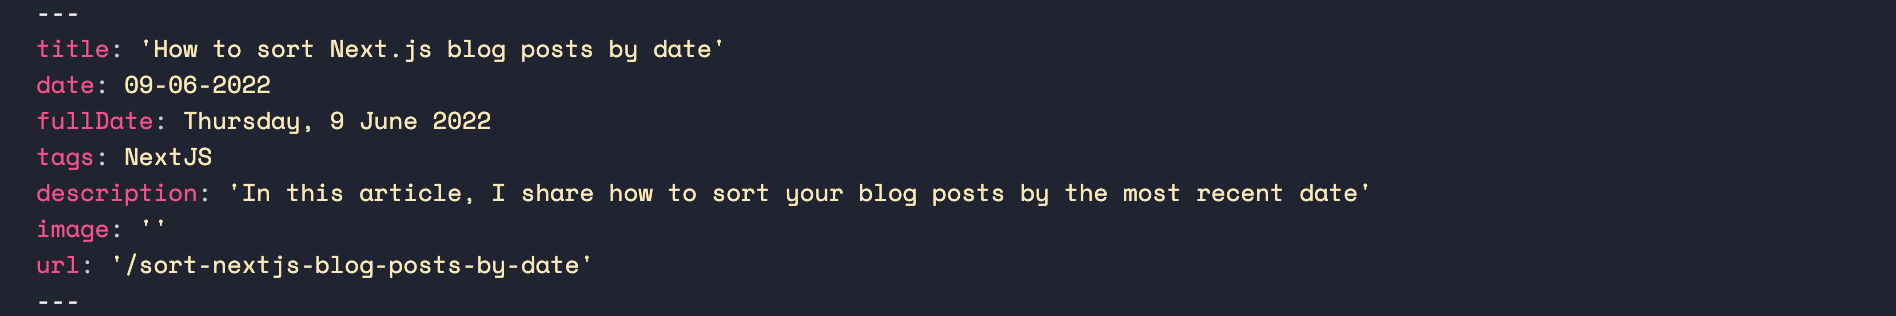 ---
title: 'How to sort Next.js blog posts by date'
date: 09-06-2022
fullDate: Thursday, 9 June 2022
tags: NextJS
description: 'In this article, I share how to sort your blog posts by the most recent date'
image: ''
url: '/sort-nextjs-blog-posts-by-date'
---